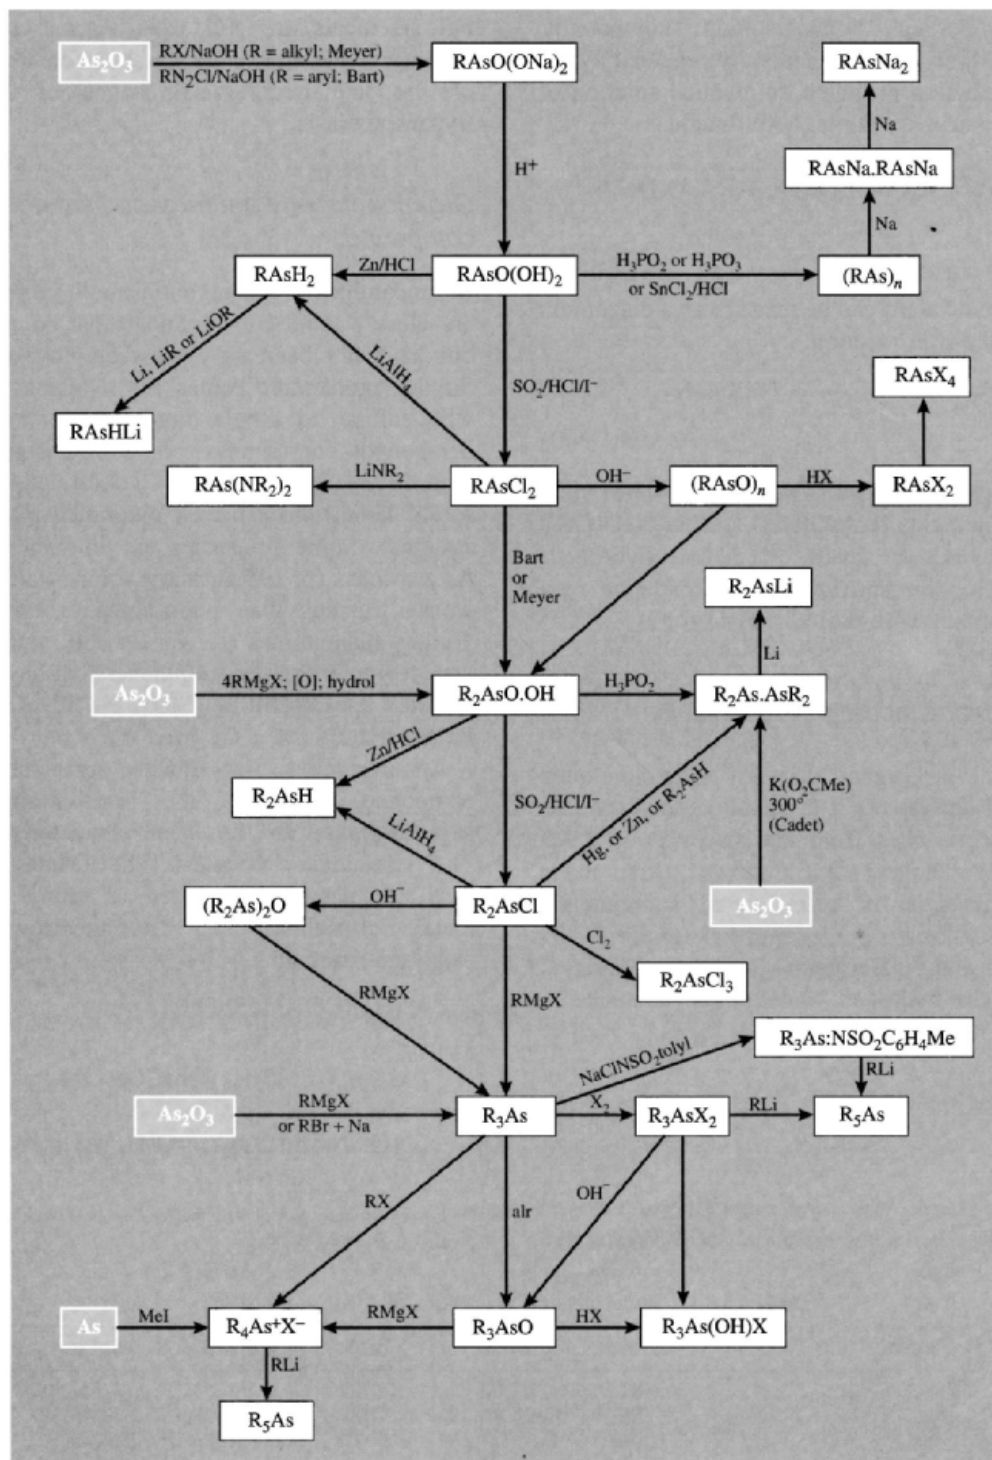 As₂O₃
RX/NaOH (R = alkyl; Meyer)
RN₂Cl/NaOH (R = aryl; Bart)
RAsO(ONa)₂
RAsNa₂
Na
H⁺
RAsNa.RAsNa
Na
RAsH₂
Zn/HCl
RAsO(OH)₂
H₃PO₂ or H₃PO₃
or SnCl₂/HCl
(RAs)ₙ
Li, LiR or LiOR
LiAlH₄
SO₂/HCl/I⁻
RAsX₄
RAsHLi
RAs(NR₂)₂
LiNR₂
RAsCl₂
OH⁻
(RAsO)ₙ
HX
RAsX₂
Bart
or
Meyer
R₂AsLi
Li
As₂O₃
4RMgX; [O]; hydrol
R₂AsO.OH
H₃PO₂
R₂As.AsR₂
Zn/HCl
R₂AsH
SO₂/HCl/I⁻
Hg, or Zn, or R₂AsH
K(O₂CMe)
300°
(Cadet)
LiAlH₄
(R₂As)₂O
OH⁻
R₂AsCl
As₂O₃
Cl₂
R₂AsCl₃
RMgX
RMgX
NaClNSO₂tolyl
R₃As:NSO₂C₆H₄Me
RLi
As₂O₃
RMgX
or RBr + Na
R₃As
X₂
R₃AsX₂
RLi
R₅As
RX
air
OH⁻
As
MeI
R₄As⁺X⁻
RMgX
R₃AsO
HX
R₃As(OH)X
RLi
R₅As